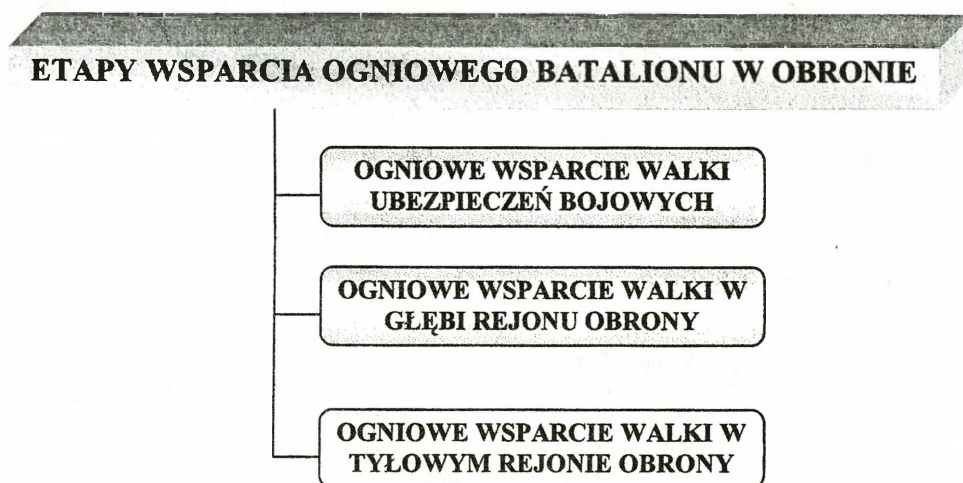 ETAPY WSPARCIA OGNIOWEGO BATALIONU W OBRONIE
OGNIOWE WSPARCIE WALKI
UBEZPIECZEŃ BOJOWYCH
OGNIOWE WSPARCIE WALKI W
GŁĘBI REJONU OBRONY
OGNIOWE WSPARCIE WALKI W
TYŁOWYM REJONIE OBRONY